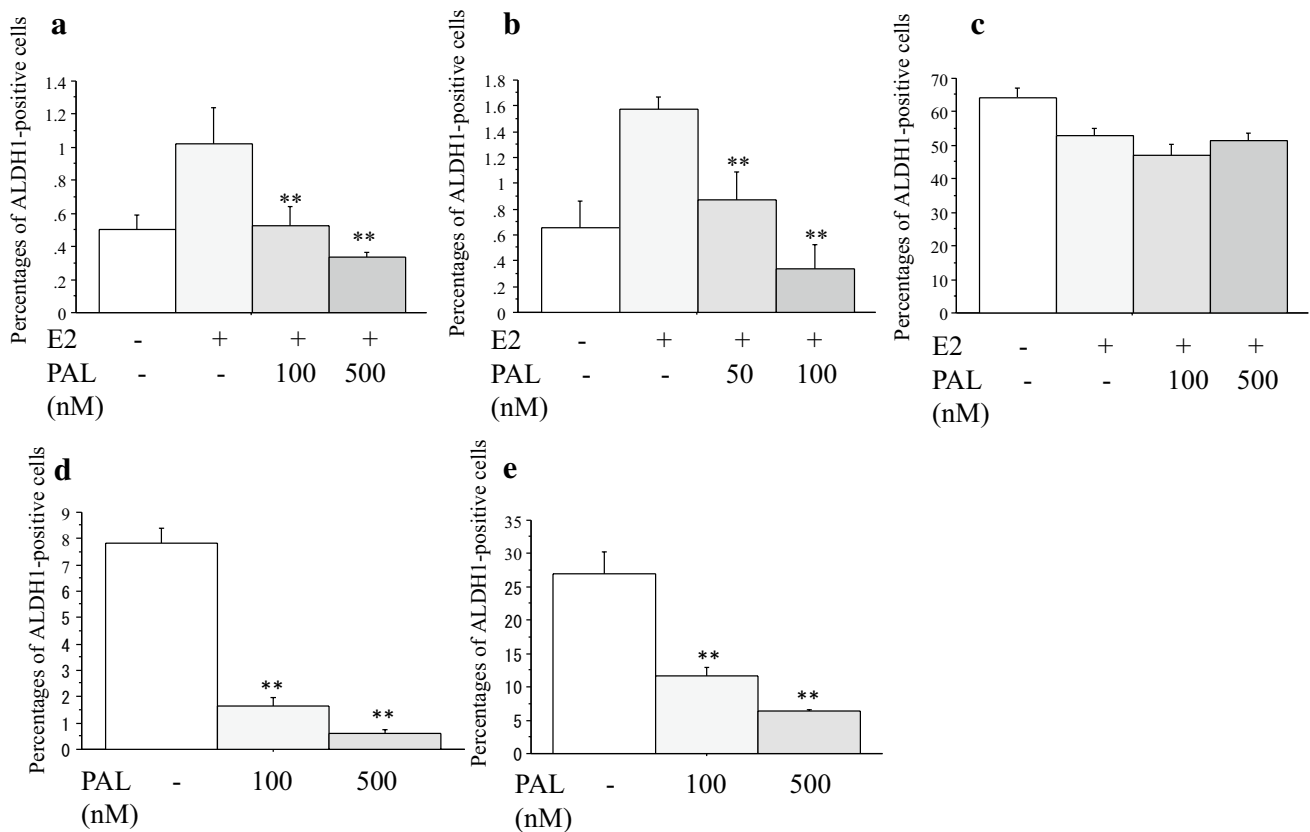 a
Percentages of ALDH1-positive cells
1.4
1.2
1
.8
.6
.4
.2
0
**
**
E2 - + + +
PAL - - 100 500
(nM)
b
Percentages of ALDH1-positive cells
1.8
1.6
1.4
1.2
1
.8
.6
.4
.2
0
**
**
E2 - + + +
PAL - - 50 100
(nM)
c
Percentages of ALDH1-positive cells
70
60
50
40
30
20
10
0
E2 - + + +
PAL - - 100 500
(nM)
d
Percentages of ALDH1-positive cells
9
8
7
6
5
4
3
2
1
0
**
**
PAL - 100 500
(nM)
e
Percentages of ALDH1-positive cells
35
30
25
20
15
10
5
0
**
**
PAL - 100 500
(nM)